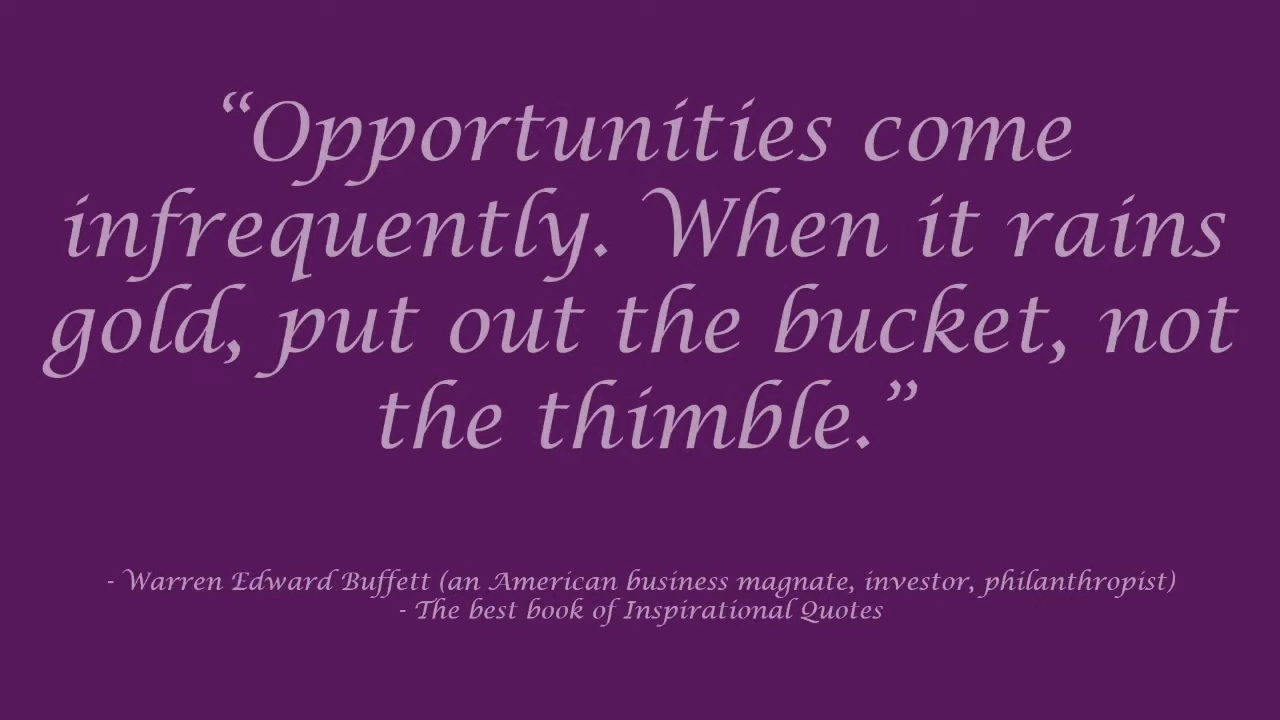 “Opportunities come
infrequently. When it rains
gold, put out the bucket, not
the thimble.”
- Warren Edward Buffett (an American business magnate, investor, philanthropist)
- The best book of Inspirational Quotes